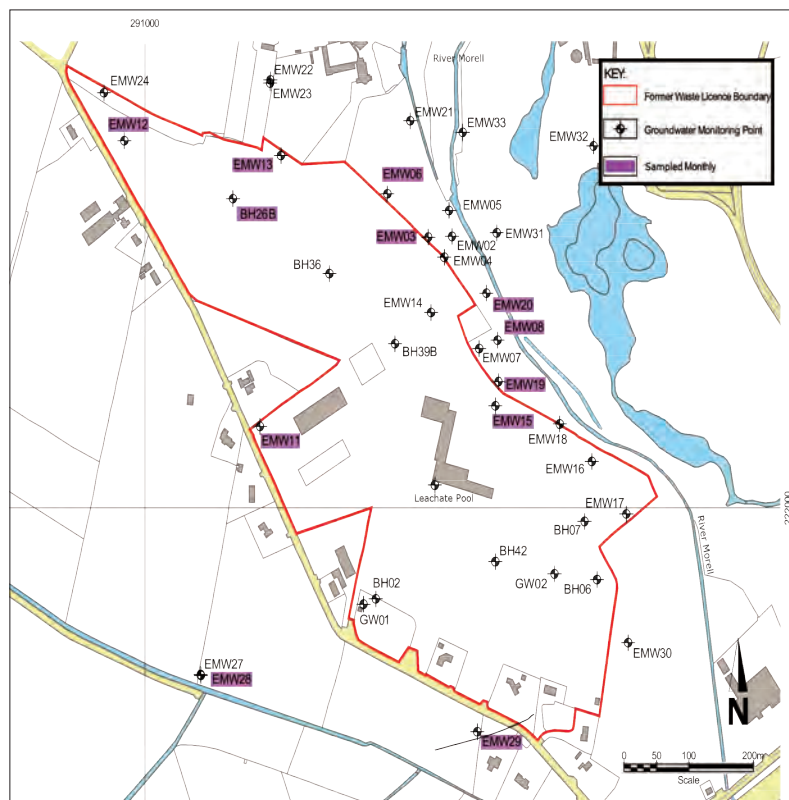 291000
River Morell
EMW22
EMW23
EMW24
EMW21
EMW33
EMW32
KEY:
Former Waste Licence Boundary
Groundwater Monitoring Point
Sampled Monthly
EMW12
EMW13
EMW06
BH26B
EMW05
EMW03
EMW02
EMW31
EMW04
BH36
EMW20
EMW14
EMW08
BH39B
EMW07
EMW19
EMW15
EMW11
EMW18
EMW16
Leachate Pool
EMW17
222000
BH07
River Morell
BH42
GW02
BH06
BH02
GW01
EMW30
EMW27
EMW28
EMW29
N
0 50 100 200m
Scale